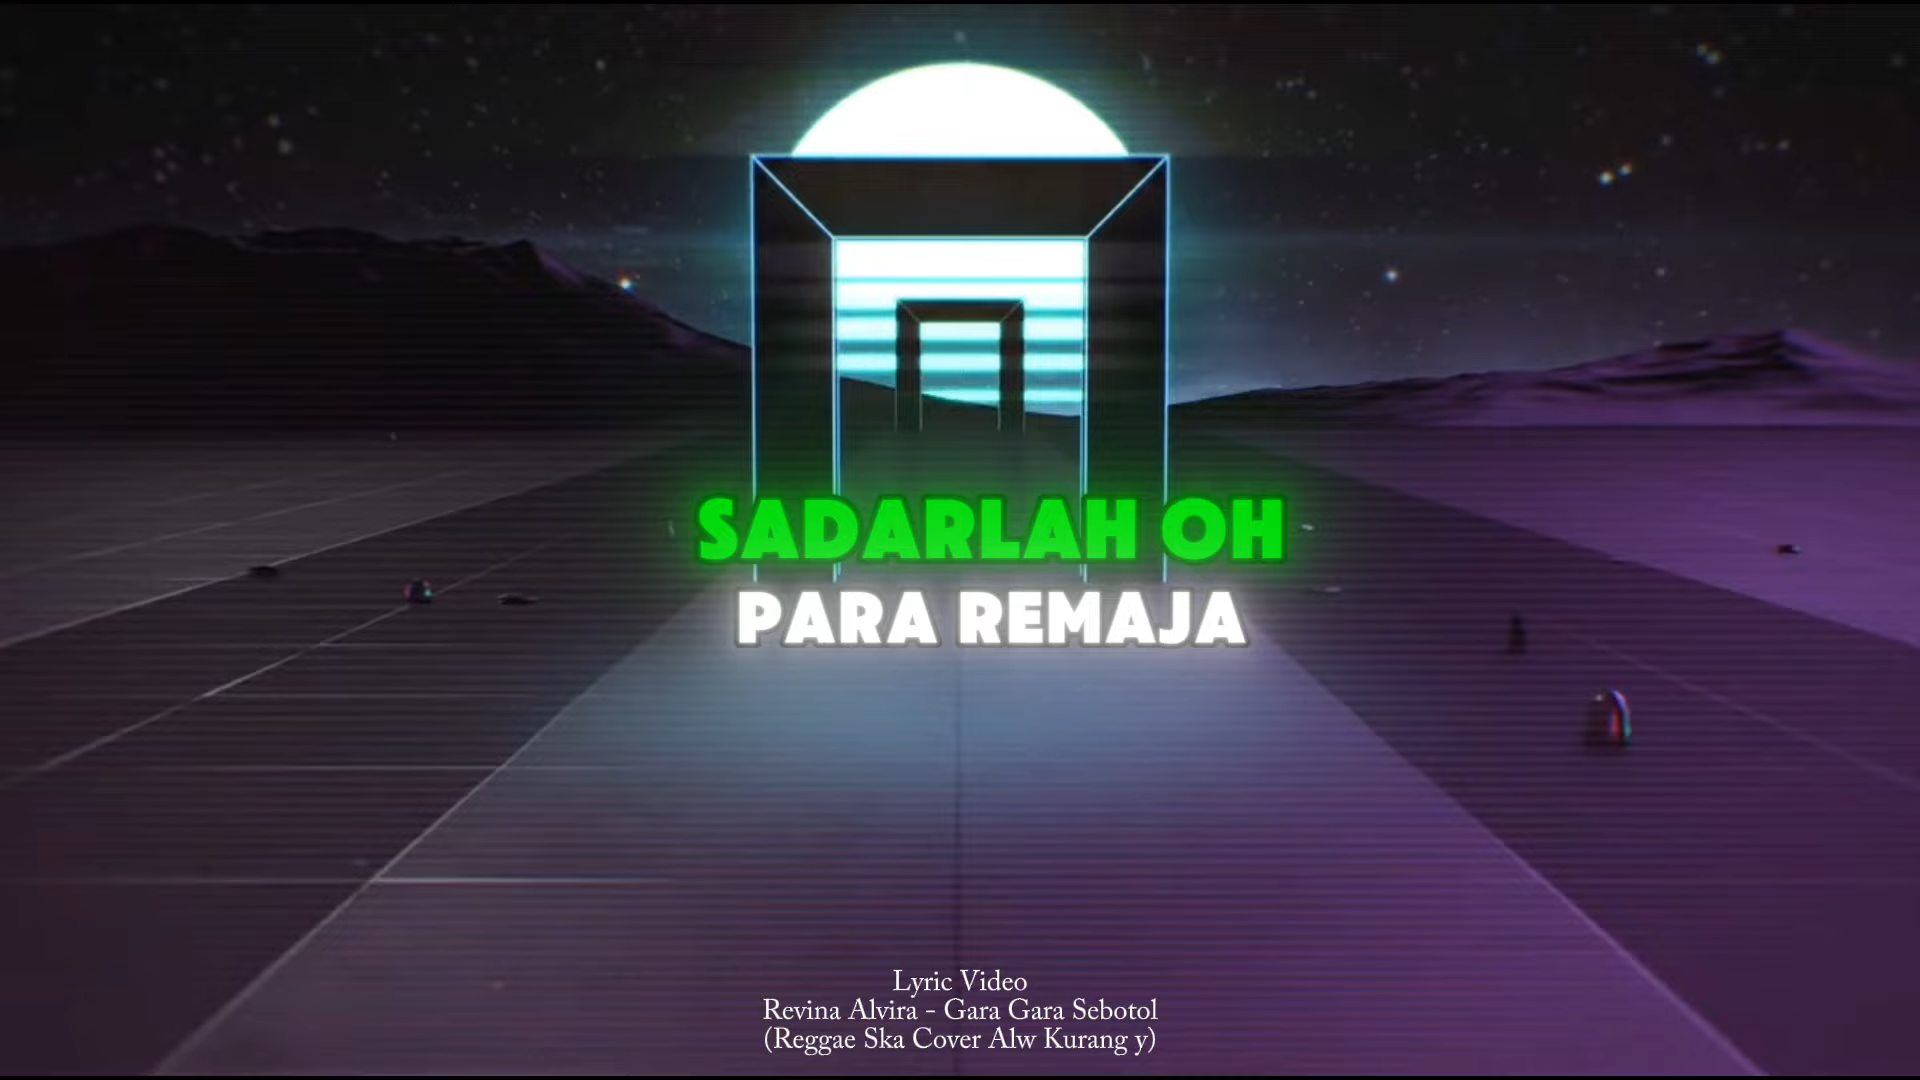 SADARLAH OH
PARA REMAJA
Lyric Video
Revina Alvira - Gara Gara Sebotol
(Reggae Ska Cover Alw Kurang y)